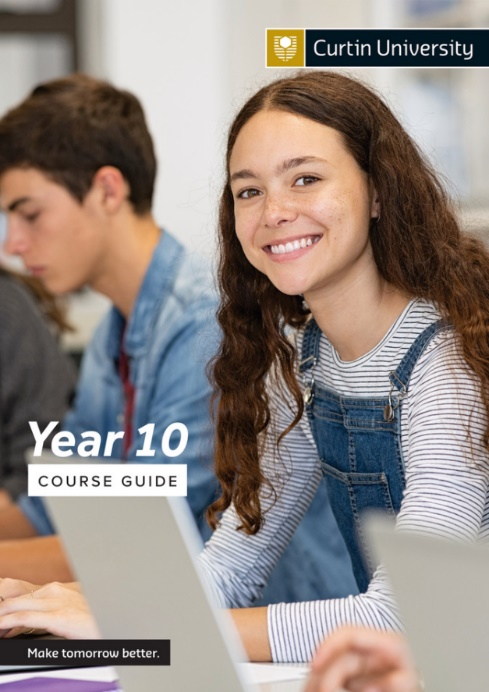 Curtin University
Year 10
COURSE GUIDE
Make tomorrow better.